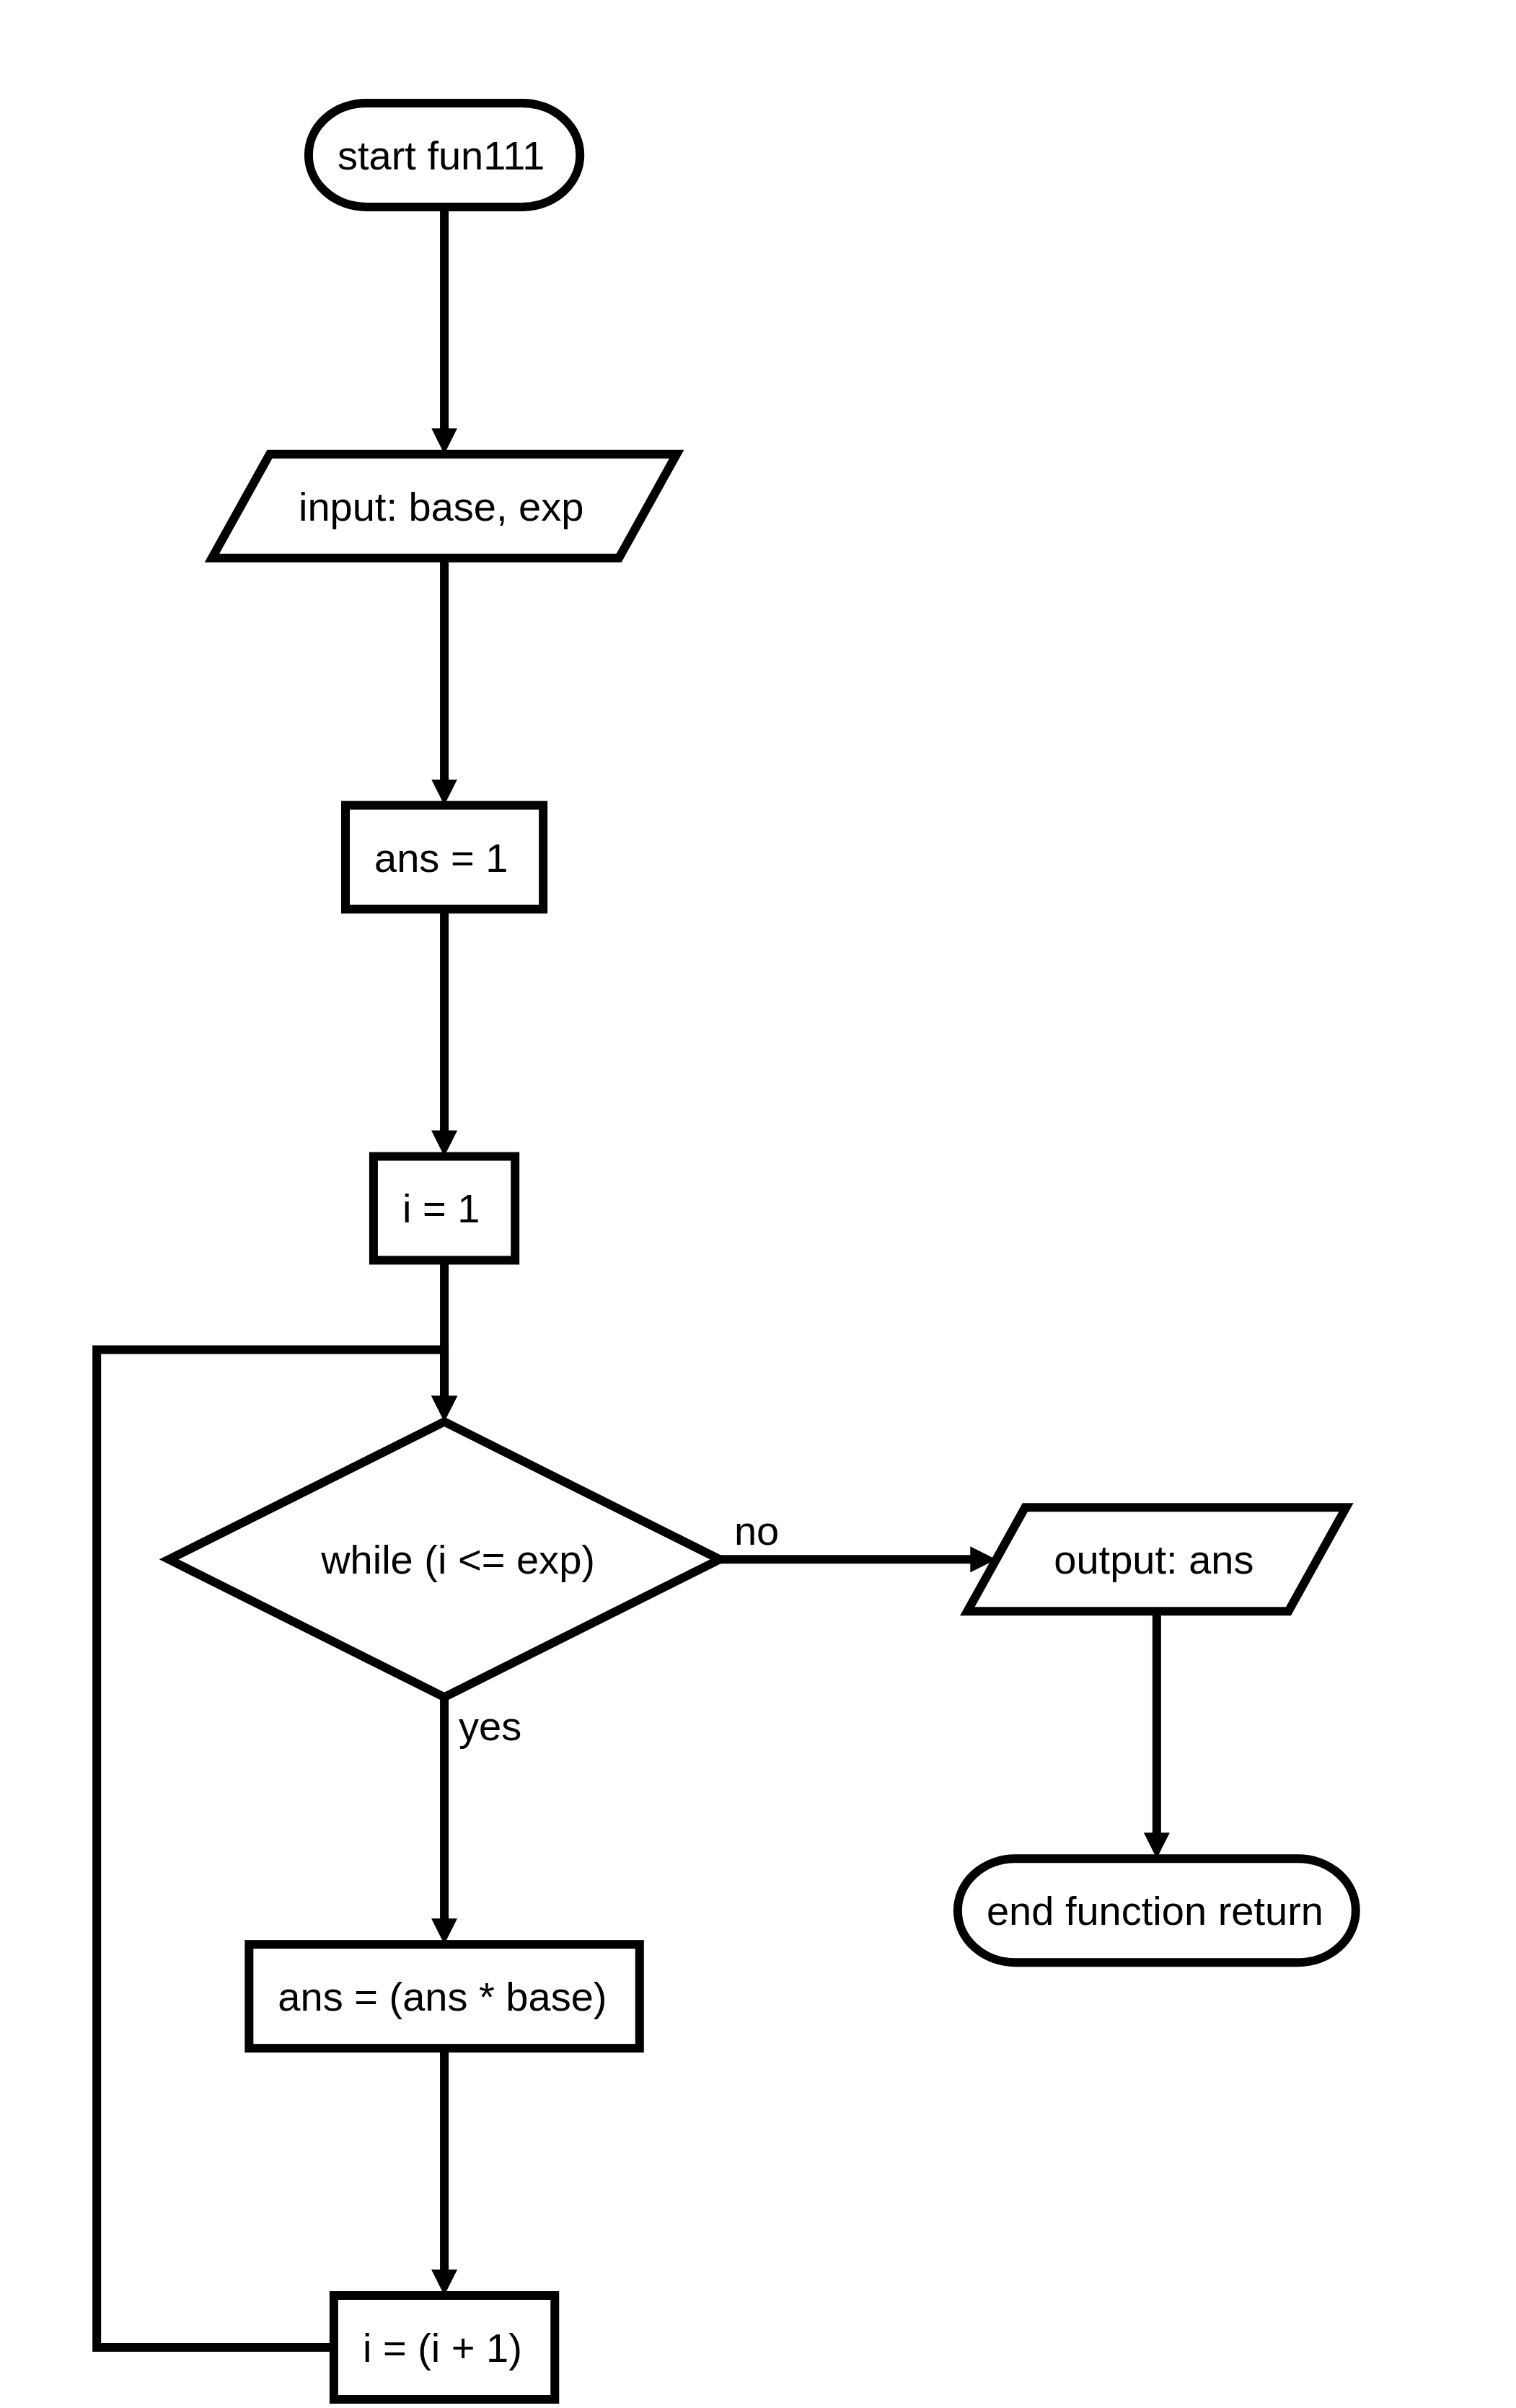 start fun111
input: base, exp
ans = 1
i = 1
while (i <= exp)
no
output: ans
yes
end function return
ans = (ans * base)
i = (i + 1)